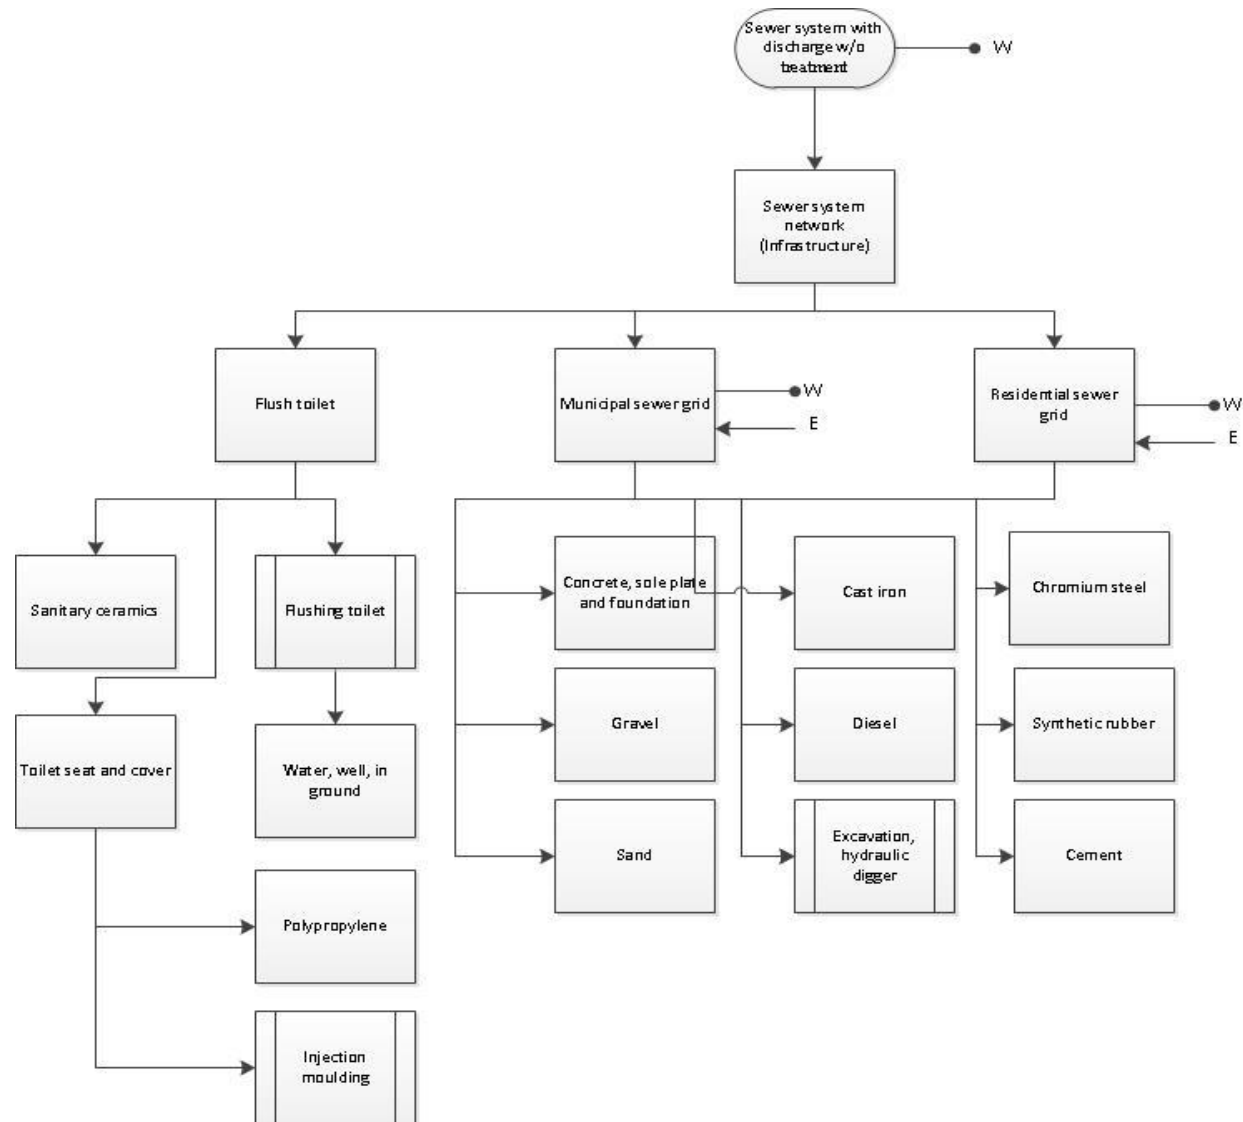 Sewer system with
discharge w/o
treatment
W
Sewer system
network
(Infrastructure)
Flush toilet
Municipal sewer grid
W
E
Residential sewer
grid
W
E
Sanitary ceramics
Flushing toilet
Concrete, sole plate
and foundation
Cast iron
Chromium steel
Toilet seat and cover
Water, well, in
ground
Gravel
Diesel
Synthetic rubber
Sand
Excavation,
hydraulic
digger
Cement
Polypropylene
Injection
moulding